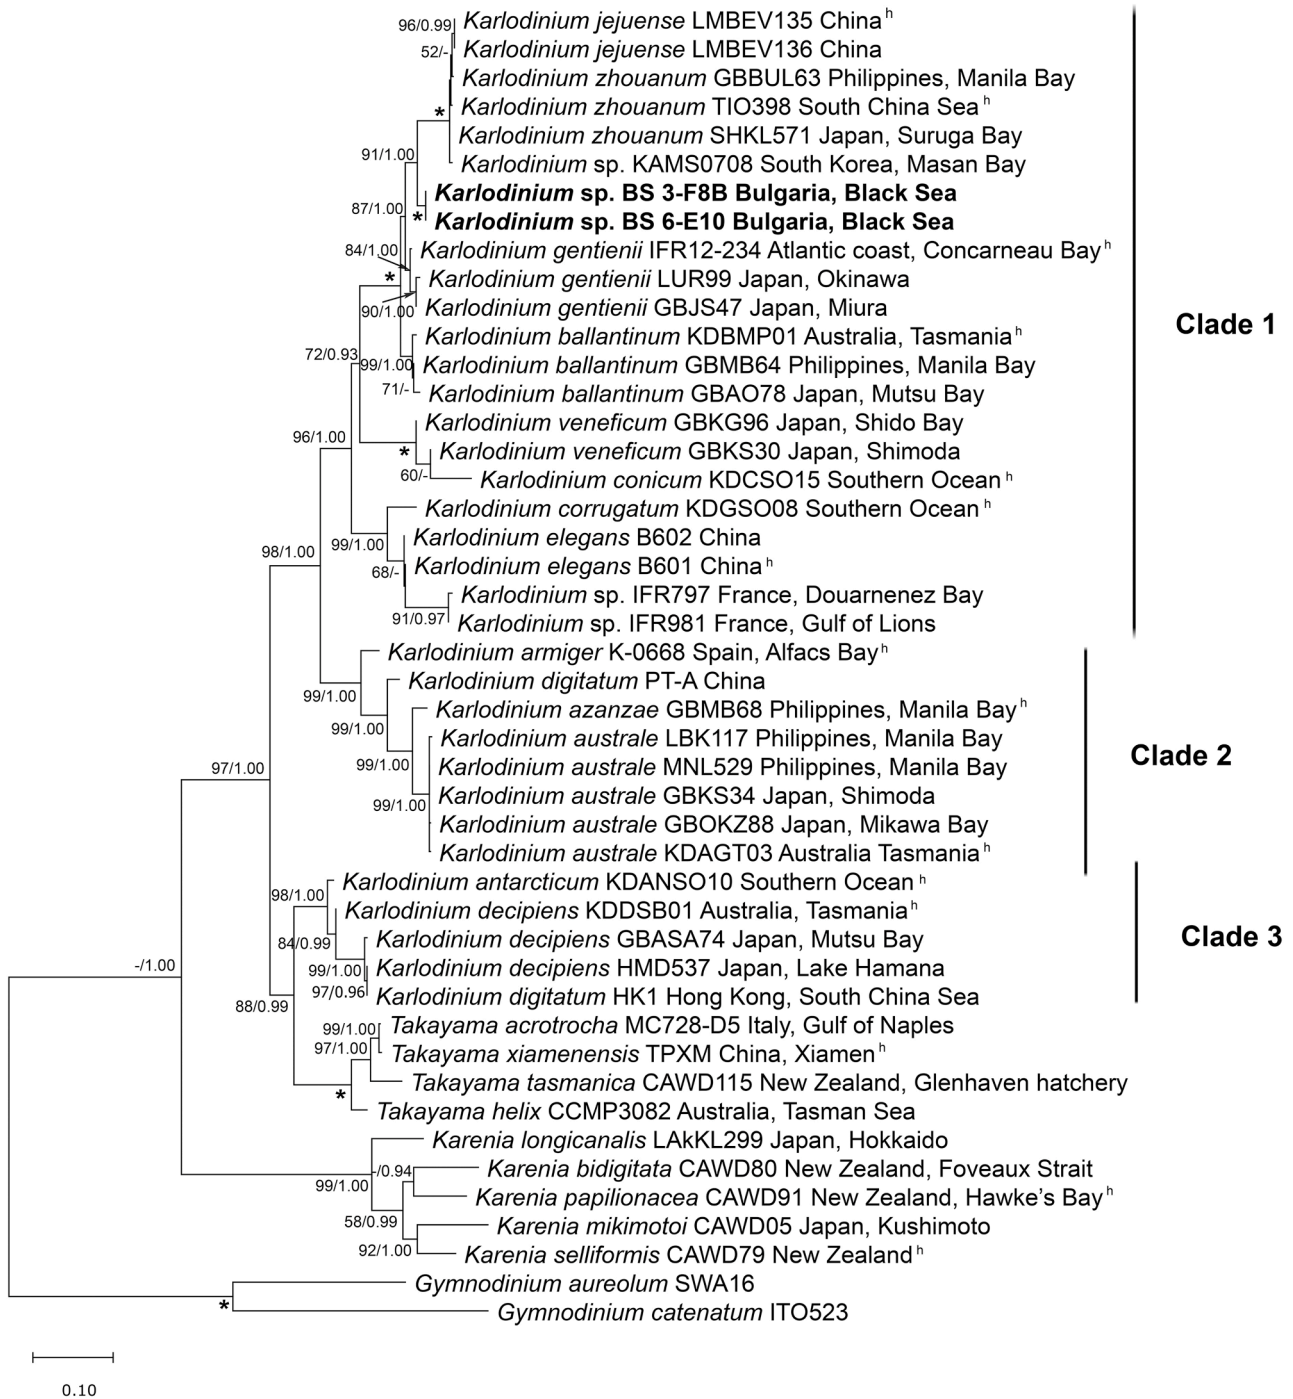 96/0.99
Karlodinium jejuense LMBEV135 China h
52/-
Karlodinium jejuense LMBEV136 China
Karlodinium zhouanum GBBUL63 Philippines, Manila Bay
*
Karlodinium zhouanum TIO398 South China Sea h
Karlodinium zhouanum SHKL571 Japan, Suruga Bay
91/1.00
Karlodinium sp. KAMS0708 South Korea, Masan Bay
Karlodinium sp. BS 3-F8B Bulgaria, Black Sea
87/1.00
*
Karlodinium sp. BS 6-E10 Bulgaria, Black Sea
84/1.00
Karlodinium gentienii IFR12-234 Atlantic coast, Concarneau Bay h
*
Karlodinium gentienii LUR99 Japan, Okinawa
90/1.00
Karlodinium gentienii GBJS47 Japan, Miura
Clade 1
Karlodinium ballantinum KDBMP01 Australia, Tasmania h
72/0.93
99/1.00
Karlodinium ballantinum GBMB64 Philippines, Manila Bay
71/-
Karlodinium ballantinum GBAO78 Japan, Mutsu Bay
Karlodinium veneficum GBKG96 Japan, Shido Bay
96/1.00
*
Karlodinium veneficum GBKS30 Japan, Shimoda
60/-
Karlodinium conicum KDCSO15 Southern Ocean h
Karlodinium corrugatum KDGSO08 Southern Ocean h
99/1.00
Karlodinium elegans B602 China
98/1.00
68/-
Karlodinium elegans B601 China h
Karlodinium sp. IFR797 France, Douarnenez Bay
91/0.97
Karlodinium sp. IFR981 France, Gulf of Lions
Karlodinium armiger K-0668 Spain, Alfacs Bay h
99/1.00
Karlodinium digitatum PT-A China
99/1.00
Karlodinium azanzae GBMB68 Philippines, Manila Bay h
Karlodinium australe LBK117 Philippines, Manila Bay
Clade 2
97/1.00
99/1.00
Karlodinium australe MNL529 Philippines, Manila Bay
99/1.00
Karlodinium australe GBKS34 Japan, Shimoda
Karlodinium australe GBOKZ88 Japan, Mikawa Bay
Karlodinium australe KDAGT03 Australia Tasmania h
98/1.00
Karlodinium antarcticum KDANSO10 Southern Ocean h
Karlodinium decipiens KDDSB01 Australia, Tasmania h
84/0.99
Karlodinium decipiens GBASA74 Japan, Mutsu Bay
Clade 3
-/1.00
99/1.00
Karlodinium decipiens HMD537 Japan, Lake Hamana
97/0.96
Karlodinium digitatum HK1 Hong Kong, South China Sea
88/0.99
99/1.00
Takayama acrotrocha MC728-D5 Italy, Gulf of Naples
97/1.00
Takayama xiamenensis TPXM China, Xiamen h
Takayama tasmanica CAWD115 New Zealand, Glenhaven hatchery
*
Takayama helix CCMP3082 Australia, Tasman Sea
Karenia longicanalis LAkKL299 Japan, Hokkaido
-/0.94
Karenia bidigitata CAWD80 New Zealand, Foveaux Strait
99/1.00
Karenia papilionacea CAWD91 New Zealand, Hawke's Bay h
58/0.99
Karenia mikimotoi CAWD05 Japan, Kushimoto
92/1.00
Karenia selliformis CAWD79 New Zealand h
Gymnodinium aureolum SWA16
*
Gymnodinium catenatum ITO523
0.10